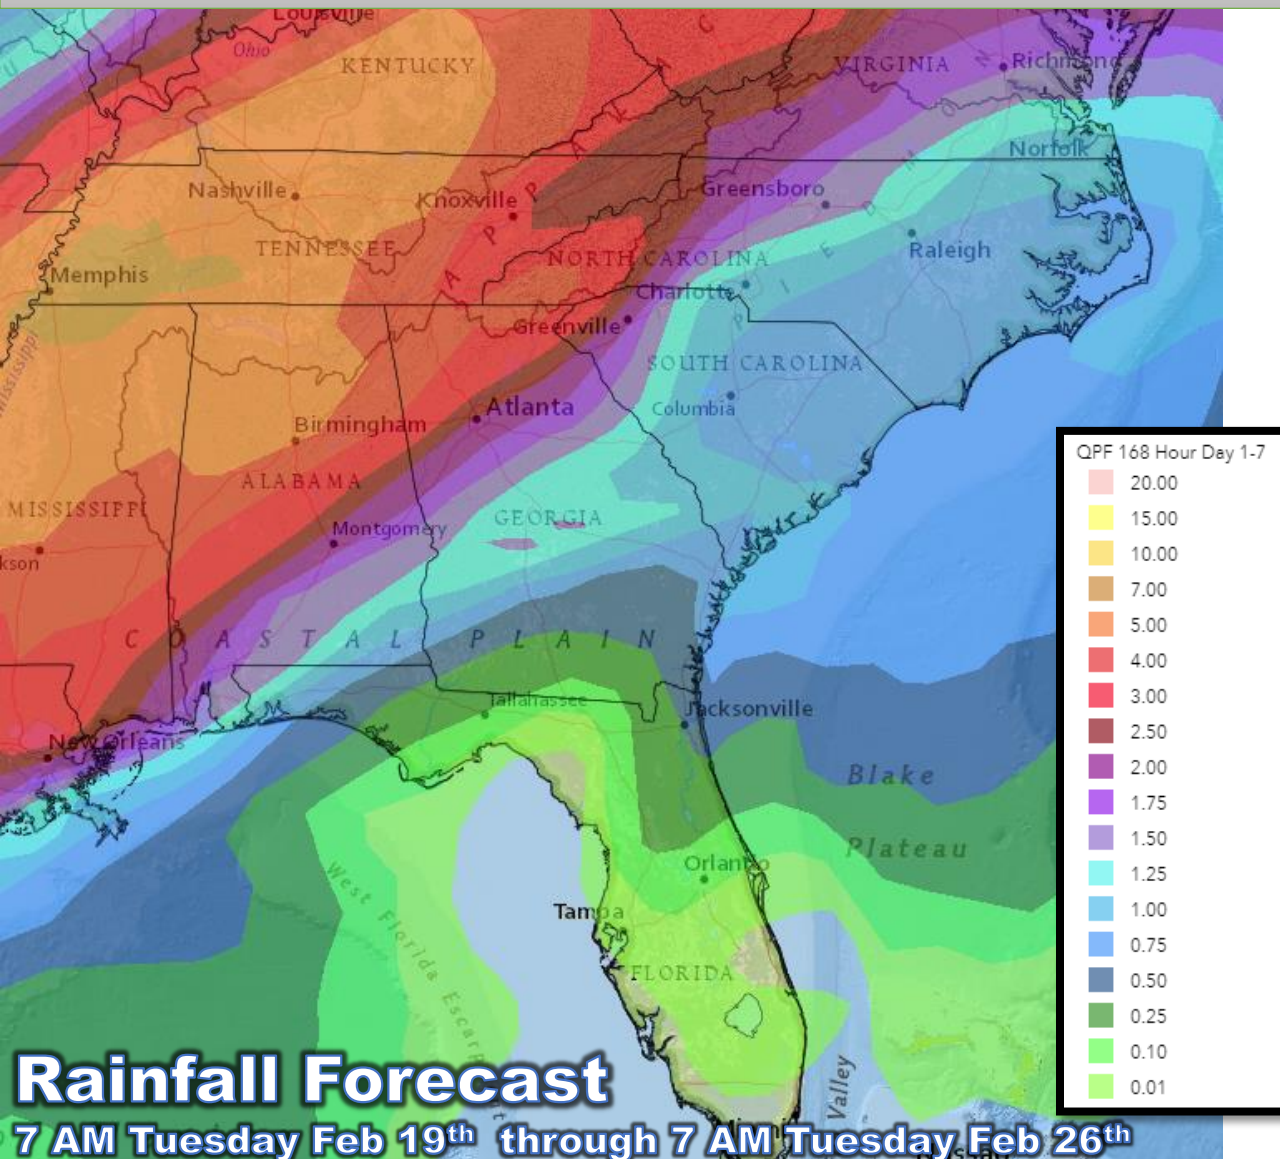 Louisville
Ohio
KENTUCKY
VIRGINIA
Richmond
Norfolk
Nashville
Knoxville
Greensboro
TENNESSEE
NORTH CAROLINA
Raleigh
Memphis
Charlotte
Greenville
Mississippi
SOUTH CAROLINA
Columbia
Atlanta
Birmingham
ALABAMA
MISSISSIPPI
GEORGIA
Montgomery
kson
COASTAL PLAIN
Tallahassee
Jacksonville
New Orleans
Blake
Plateau
Orlando
Tampa
West Florida Escarp
FLORIDA
Valley
Miami
QPF 168 Hour Day 1-7
20.00
15.00
10.00
7.00
5.00
4.00
3.00
2.50
2.00
1.75
1.50
1.25
1.00
0.75
0.50
0.25
0.10
0.01
Rainfall Forecast
7 AM Tuesday Feb 19th through 7 AM Tuesday Feb 26th